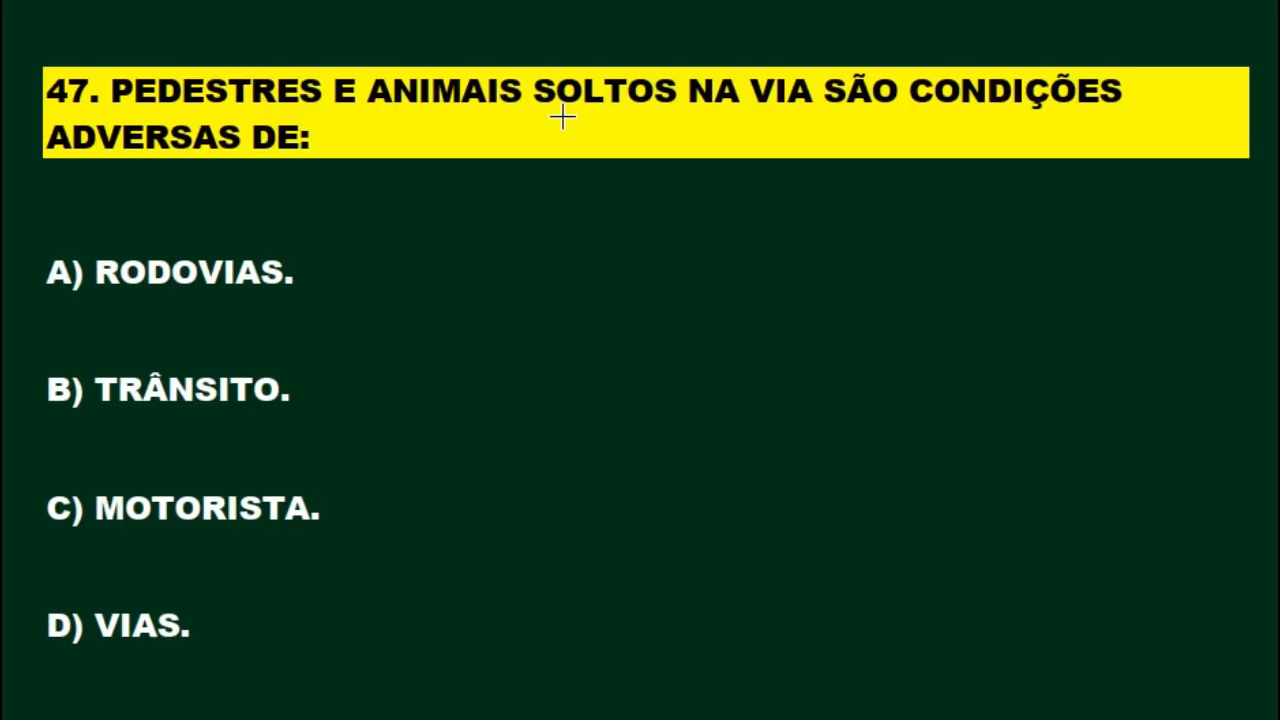 47. PEDESTRES E ANIMAIS SOLTOS NA VIA SÃO CONDIÇÕES
ADVERSAS DE:
A) RODOVIAS.
B) TRÂNSITO.
C) MOTORISTA.
D) VIAS.